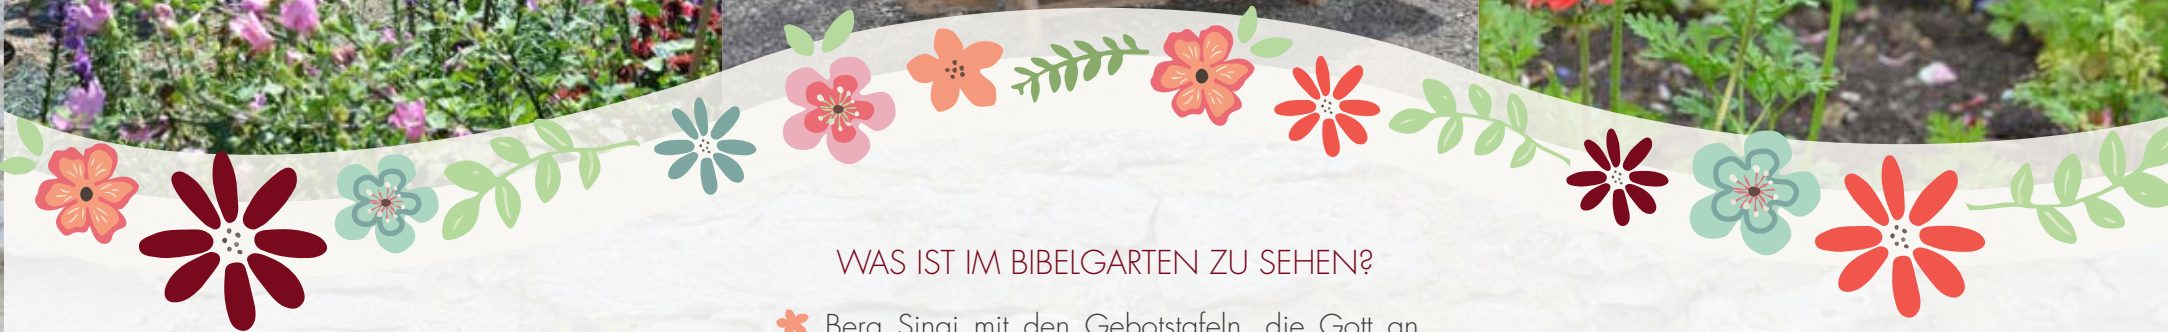 WAS IST IM BIBELGARTEN ZU SEHEN?
Berg Sinai mit den Gebotstafeln, die Gott an